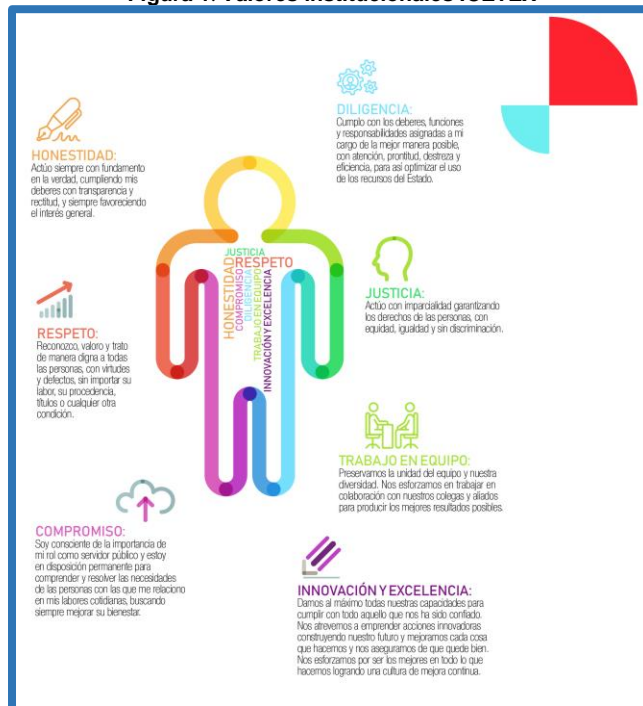 Figura 1. Valores Institucionales ICETEX
HONESTIDAD:
Actúo siempre con fundamento
en la verdad, cumpliendo mis
deberes con transparencia y
rectitud, y siempre favoreciendo
el interés general.
RESPETO:
Reconozco, valoro y trato
de manera digna a todas
las personas, con virtudes
y defectos, sin importar su
labor, su procedencia,
títulos o cualquier otra
condición.
COMPROMISO:
Soy consciente de la importancia de
mi rol como servidor público y estoy
en disposición permanente para
comprender y resolver las necesidades
de las personas con las que me relaciono
en mis labores cotidianas, buscando
siempre mejorar su bienestar.
JUSTICIA
RESPETO
HONESTIDAD
COMPROMISO
DILIGENCIA
TRABAJO EN EQUIPO
INNOVACIÓN Y EXCELENCIA
DILIGENCIA:
Cumplo con los deberes, funciones
y responsabilidades asignadas a mi
cargo de la mejor manera posible,
con atención, prontitud, destreza y
eficiencia, para así optimizar el uso
de los recursos del Estado.
JUSTICIA:
Actúo con imparcialidad garantizando
los derechos de las personas, con
equidad, igualdad y sin discriminación.
TRABAJO EN EQUIPO:
Preservamos la unidad del equipo y nuestra
diversidad. Nos esforzamos en trabajar en
colaboración con nuestros colegas y aliados
para producir los mejores resultados posibles.
INNOVACIÓN Y EXCELENCIA:
Damos al máximo todas nuestras capacidades para
cumplir con todo aquello que nos ha sido confiado.
Nos atrevemos a emprender acciones innovadoras
construyendo nuestro futuro y mejoramos cada cosa
que hacemos y nos aseguramos de que quede bien.
Nos esforzamos por ser los mejores en todo lo que
hacemos logrando una cultura de mejora continua.